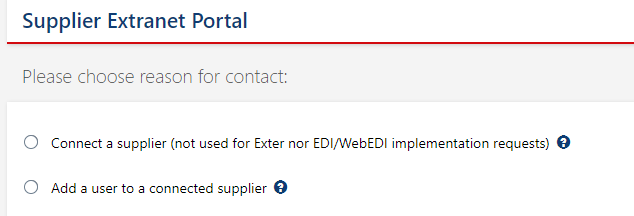 Supplier Extranet Portal
Please choose reason for contact:
Connect a supplier (not used for Exter nor EDI/WebEDI implementation requests) ?
Add a user to a connected supplier ?